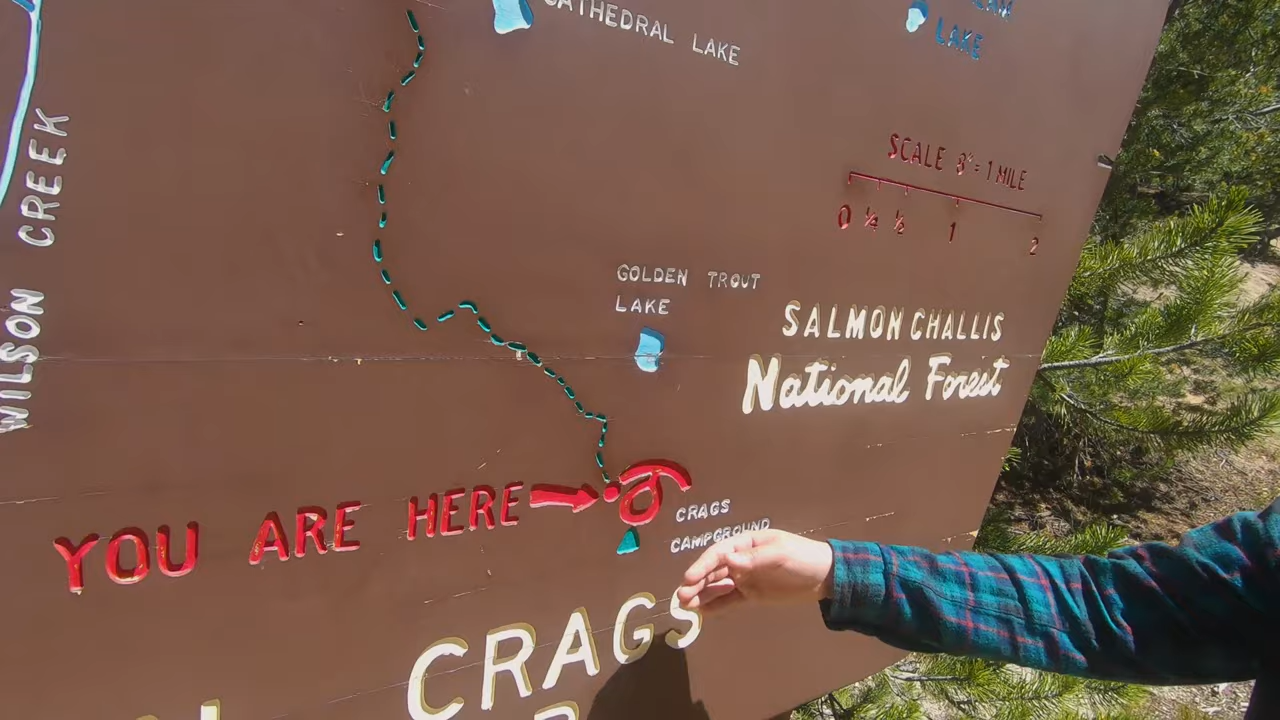 CATHEDRAL LAKE
LAKE
WILSON CREEK
SCALE 8"=1 MILE
0 ¼ ½ 1 2
GOLDEN TROUT
LAKE
SALMON CHALLIS
National Forest
YOU ARE HERE
CRAGS
CAMPGROUND
CRAGS